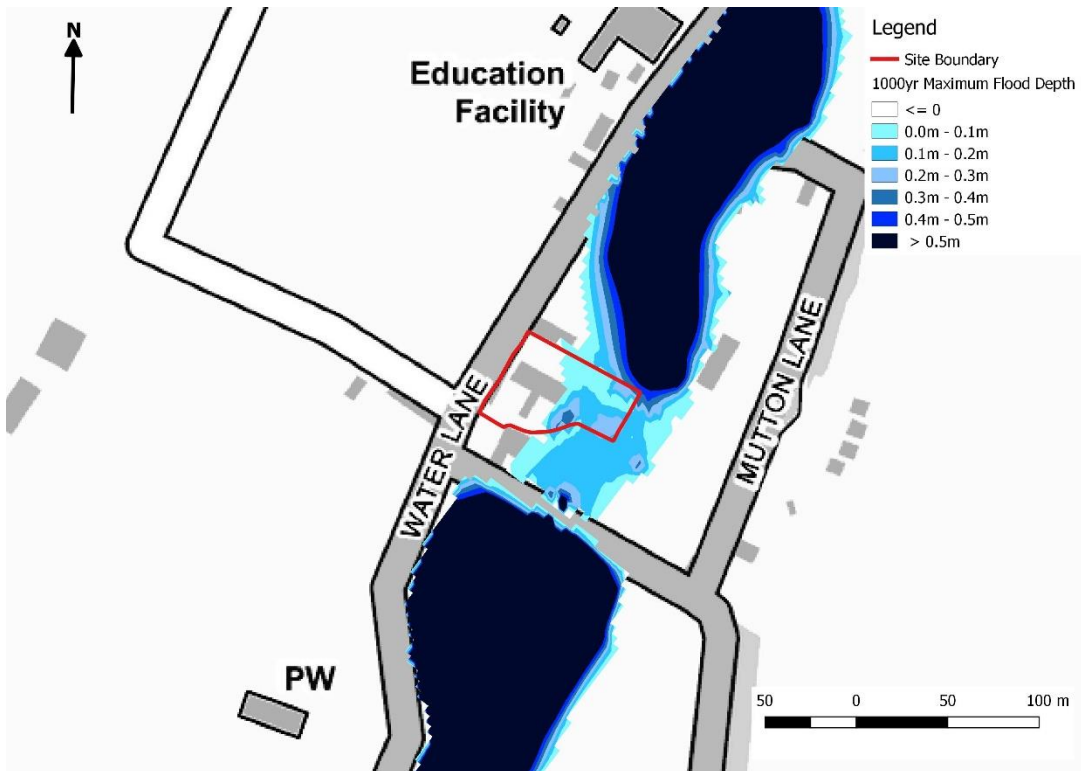 N
Education
Facility
WATER LANE
MUTTON LANE
PW
Legend
Site Boundary
1000yr Maximum Flood Depth
<= 0
0.0m - 0.1m
0.1m - 0.2m
0.2m - 0.3m
0.3m - 0.4m
0.4m - 0.5m
> 0.5m
50 0 50 100 m